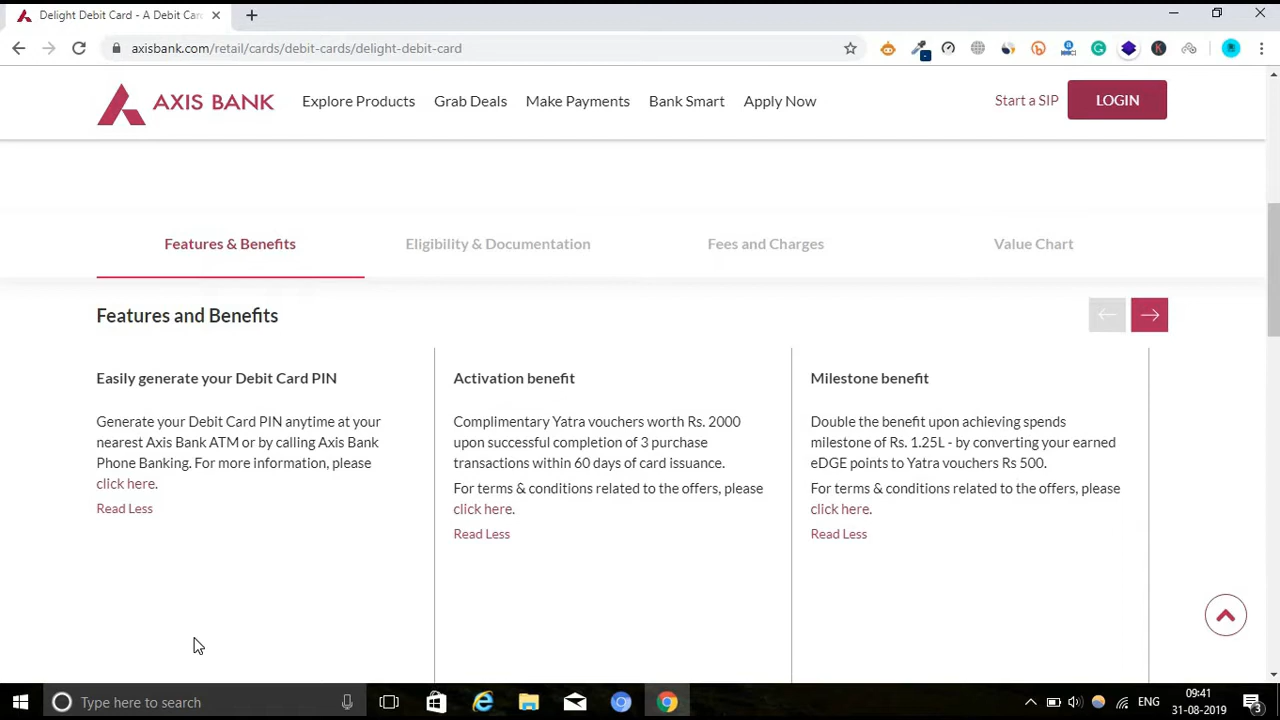 Delight Debit Card - A Debit Car
axisbank.com/retail/cards/debit-cards/delight-debit-card
AXIS BANK
Explore Products
Grab Deals
Make Payments
Bank Smart
Apply Now
Start a SIP
LOGIN
Features & Benefits
Eligibility & Documentation
Fees and Charges
Value Chart
Features and Benefits
Easily generate your Debit Card PIN
Generate your Debit Card PIN anytime at your
nearest Axis Bank ATM or by calling Axis Bank
Phone Banking. For more information, please
click here.
Read Less
Activation benefit
Complimentary Yatra vouchers worth Rs. 2000
upon successful completion of 3 purchase
transactions within 60 days of card issuance.
For terms & conditions related to the offers, please
click here.
Read Less
Milestone benefit
Double the benefit upon achieving spends
milestone of Rs. 1.25L - by converting your earned
eDGE points to Yatra vouchers Rs 500.
For terms & conditions related to the offers, please
click here.
Read Less
Type here to search
ENG
09:41
31-08-2019
3